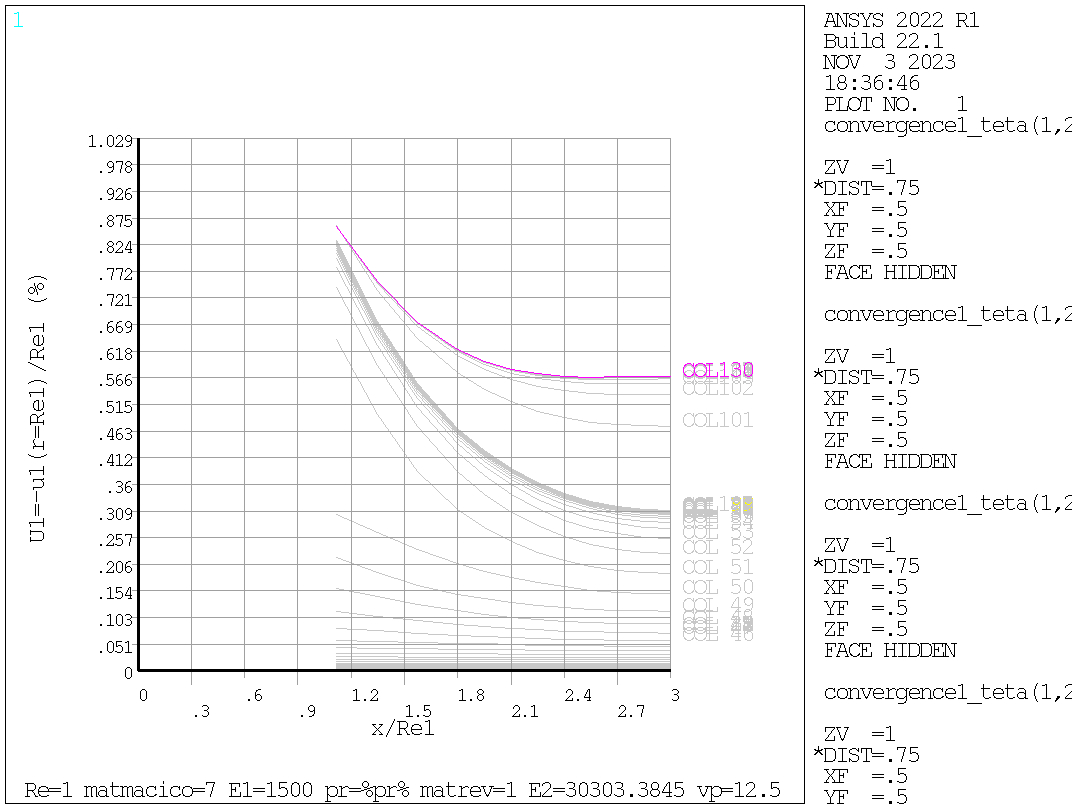 1
ANSYS 2022 R1
Build 22.1
NOV  3 2023
18:36:46
PLOT NO.   1
convergence1_teta(1,2
ZV  =1
*DIST=.75
XF  =.5
YF  =.5
ZF  =.5
FACE HIDDEN
convergence1_teta(1,2
ZV  =1
*DIST=.75
XF  =.5
YF  =.5
ZF  =.5
FACE HIDDEN
convergence1_teta(1,2
ZV  =1
*DIST=.75
XF  =.5
YF  =.5
ZF  =.5
FACE HIDDEN
convergence1_teta(1,2
ZV  =1
*DIST=.75
XF  =.5
YF  =.5
U1=-u1(r=Re1)/Re1 (%)
1.029
.978
.926
.875
.824
.772
.721
.669
.618
.566
.515
.463
.412
.36
.309
.257
.206
.154
.103
.051
0
COL130
COL102
COL101
COL 53
COL 52
COL 51
COL 50
COL 49
COL 46
0
.3
.6
.9
1.2
1.5
1.8
2.1
2.4
2.7
3
x/Re1
Re=1 matmacico=7 E1=1500 pr=%pr% matrev=1 E2=30303.3845 vp=12.5